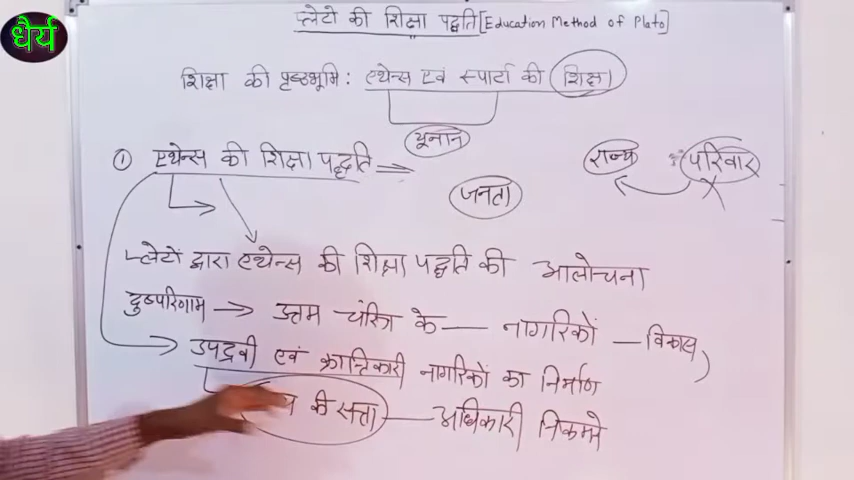 धैर्य
प्लेटो की शिक्षा पद्धति [Education Method of Plato]
शिक्षा की पृष्ठभूमि: एथेन्स एवं स्पार्टा की शिक्षा
यूनान
① एथेन्स की शिक्षा पद्धति
राज्य परिवार
जनता
प्लेटों द्वारा एथेन्स की शिक्षा पद्धति की आलोचना
दुष्परिणाम → उत्तम चरित्र के — नागरिकों — विकास
उपद्रवी एवं क्रान्तिकारी नागरिकों का निर्माण
की सत्ता — अधिकारी निकम्मे